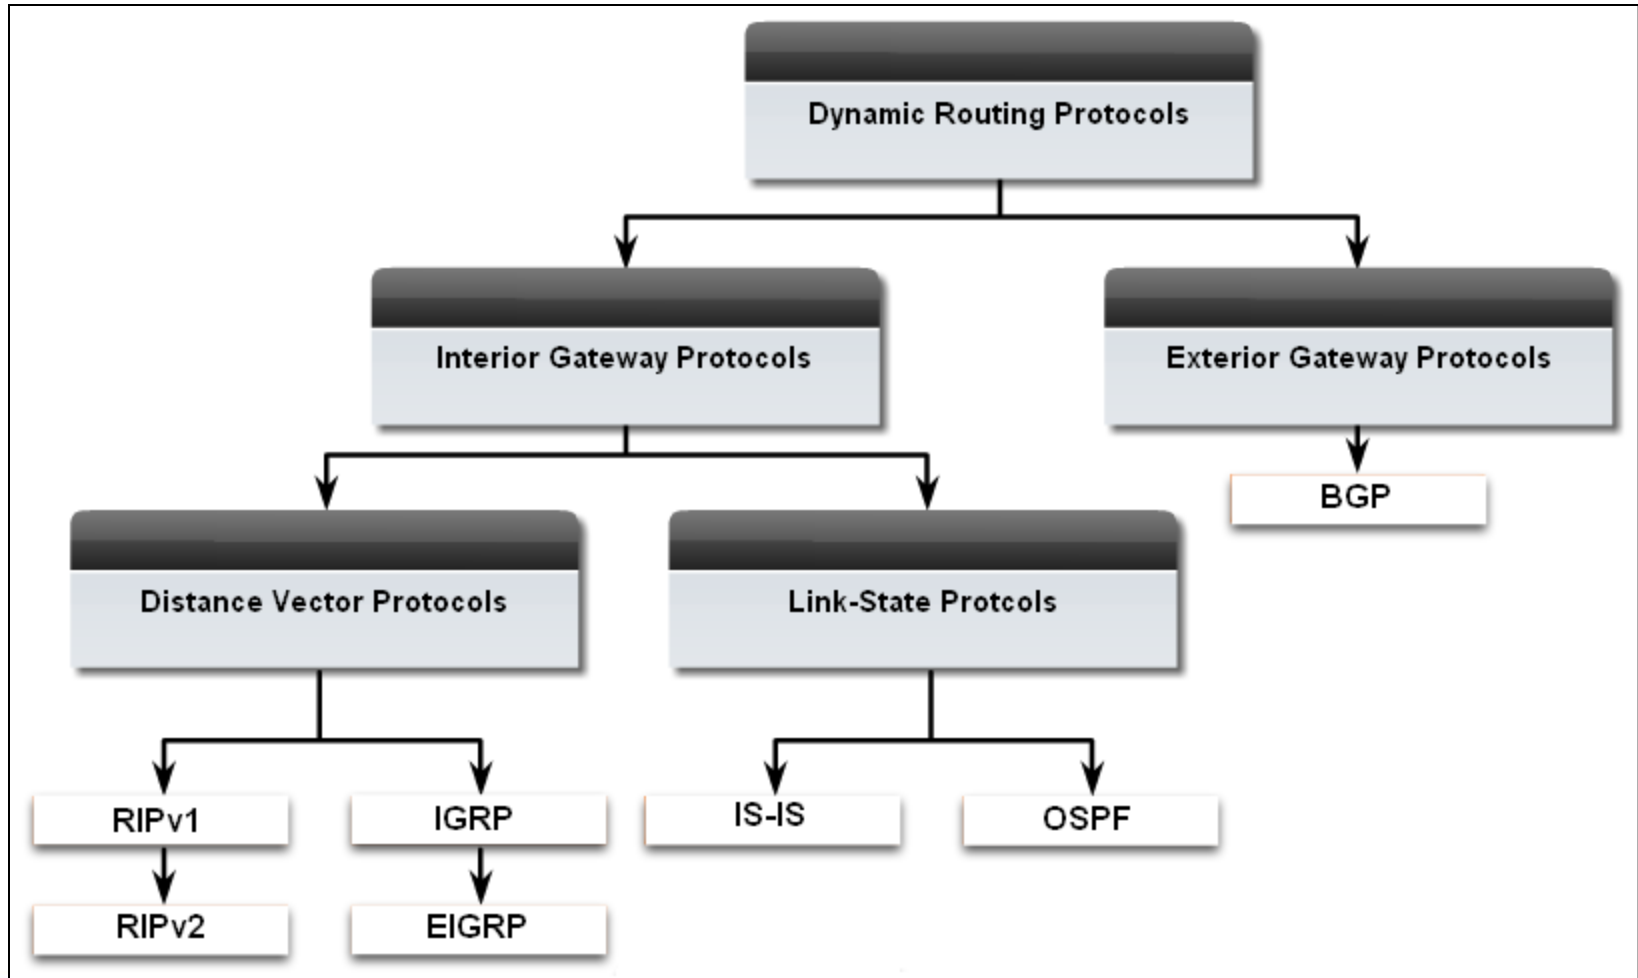 Dynamic Routing Protocols
Interior Gateway Protocols
Exterior Gateway Protocols
BGP
Distance Vector Protocols
Link-State Protcols
RIPv1
IGRP
IS-IS
OSPF
RIPv2
EIGRP